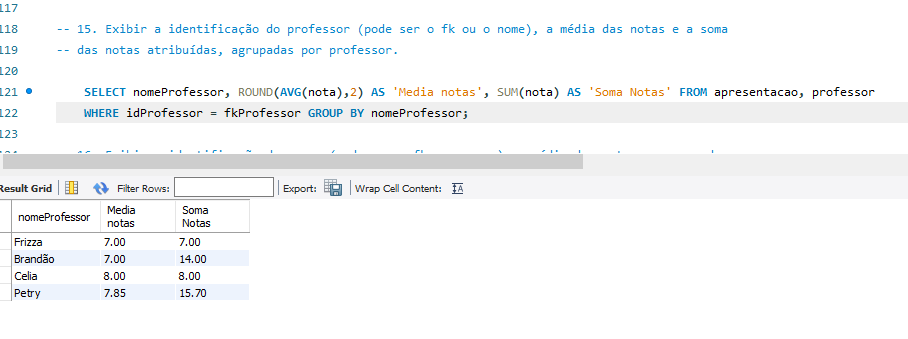 117
118 -- 15. Exibir a identificação do professor (pode ser o fk ou o nome), a média das notas e a soma
119 -- das notas atribuídas, agrupadas por professor.
120
121 SELECT nomeProfessor, ROUND(AVG(nota),2) AS 'Media notas', SUM(nota) AS 'Soma Notas' FROM apresentacao, professor
122 WHERE idProfessor = fkProfessor GROUP BY nomeProfessor;
123
Result Grid Filter Rows: Export: Wrap Cell Content:
nomeProfessor Media notas Soma Notas
Frizza 7.00 7.00
Brandão 7.00 14.00
Celia 8.00 8.00
Petry 7.85 15.70